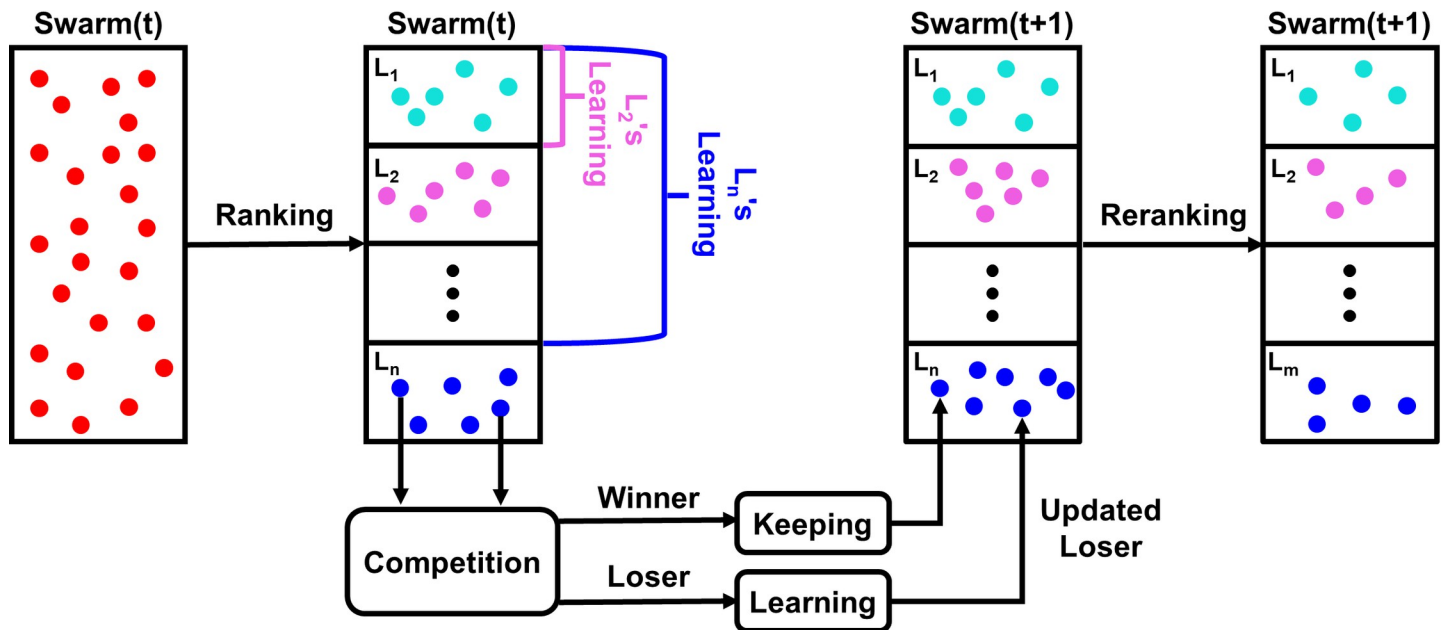 Swarm(t)
Swarm(t)
Swarm(t+1)
Swarm(t+1)
L₁
L₂'s
Learning
Lₙ's
Learning
L₁
L₁
L₂
L₂
L₂
Ranking
Reranking
Lₙ
Lₙ
Lₘ
Competition
Winner
Keeping
Updated
Loser
Loser
Learning